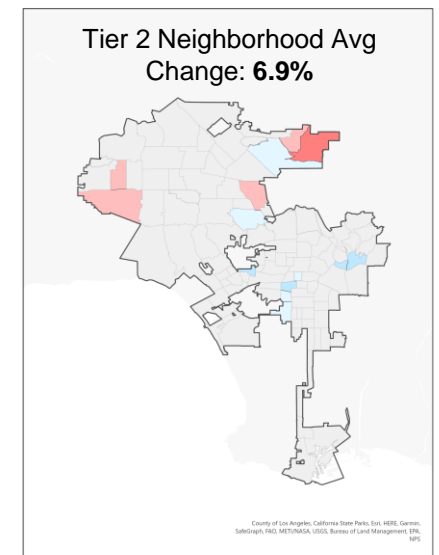 Tier 2 Neighborhood Avg
Change: 6.9%
County of Los Angeles, California State Parks, Esri, HERE, Garmin,
SafeGraph, FAO, METI/NASA, USGS, Bureau of Land Management, EPA,
NPS